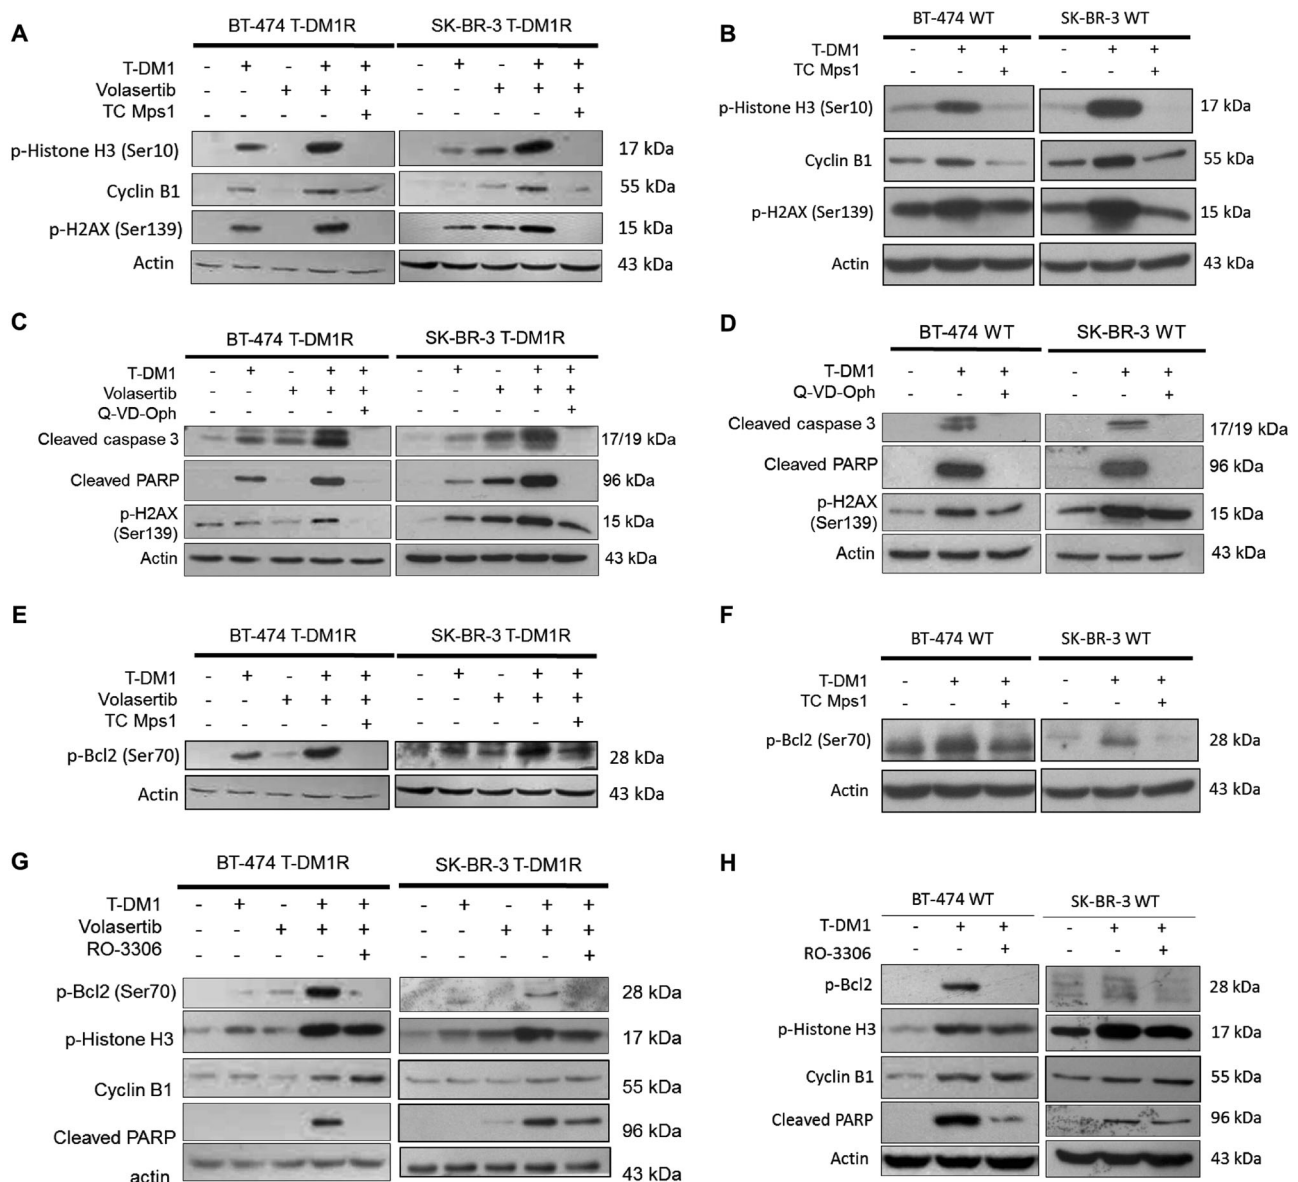 A
BT-474 T-DM1R SK-BR-3 T-DM1R
T-DM1 - + - + + - + - + +
Volasertib - - + + + - - + + +
TC Mps1 - - - - + - - - - +
p-Histone H3 (Ser10) 17 kDa
Cyclin B1 55 kDa
p-H2AX (Ser139) 15 kDa
Actin 43 kDa
B
BT-474 WT SK-BR-3 WT
T-DM1 - + + - + +
TC Mps1 - - + - - +
p-Histone H3 (Ser10) 17 kDa
Cyclin B1 55 kDa
p-H2AX (Ser139) 15 kDa
Actin 43 kDa
C
BT-474 T-DM1R SK-BR-3 T-DM1R
T-DM1 - + - + + - + - + +
Volasertib - - + + + - - + + +
Q-VD-Oph - - - - + - - - - +
Cleaved caspase 3 17/19 kDa
Cleaved PARP 96 kDa
p-H2AX
(Ser139) 15 kDa
Actin 43 kDa
D
BT-474 WT SK-BR-3 WT
T-DM1 - + + - + +
Q-VD-Oph - - + - - +
Cleaved caspase 3 17/19 kDa
Cleaved PARP 96 kDa
p-H2AX
(Ser139) 15 kDa
Actin 43 kDa
E
BT-474 T-DM1R SK-BR-3 T-DM1R
T-DM1 - + - + + - + - + +
Volasertib - - + + + - - + + +
TC Mps1 - - - - + - - - - +
p-Bcl2 (Ser70) 28 kDa
Actin 43 kDa
F
BT-474 WT SK-BR-3 WT
T-DM1 - + + - + +
TC Mps1 - - + - - +
p-Bcl2 (Ser70) 28 kDa
Actin 43 kDa
G
BT-474 T-DM1R SK-BR-3 T-DM1R
T-DM1 - + - + + - + - + +
Volasertib - - + + + - - + + +
RO-3306 - - - - + - - - - +
p-Bcl2 (Ser70) 28 kDa
p-Histone H3 17 kDa
Cyclin B1 55 kDa
Cleaved PARP 96 kDa
actin 43 kDa
H
BT-474 WT SK-BR-3 WT
T-DM1 - + + - + +
RO-3306 - - + - - +
p-Bcl2 28 kDa
p-Histone H3 17 kDa
Cyclin B1 55 kDa
Cleaved PARP 96 kDa
Actin 43 kDa